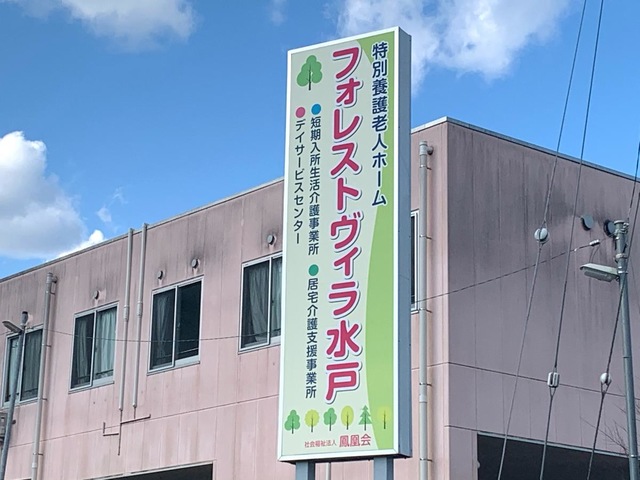 特別養護老人ホーム
フォレストヴィラ水戸
●短期入所生活介護事業所
●居宅介護支援事業所
●デイサービスセンター
社会福祉法人 鳳凰会